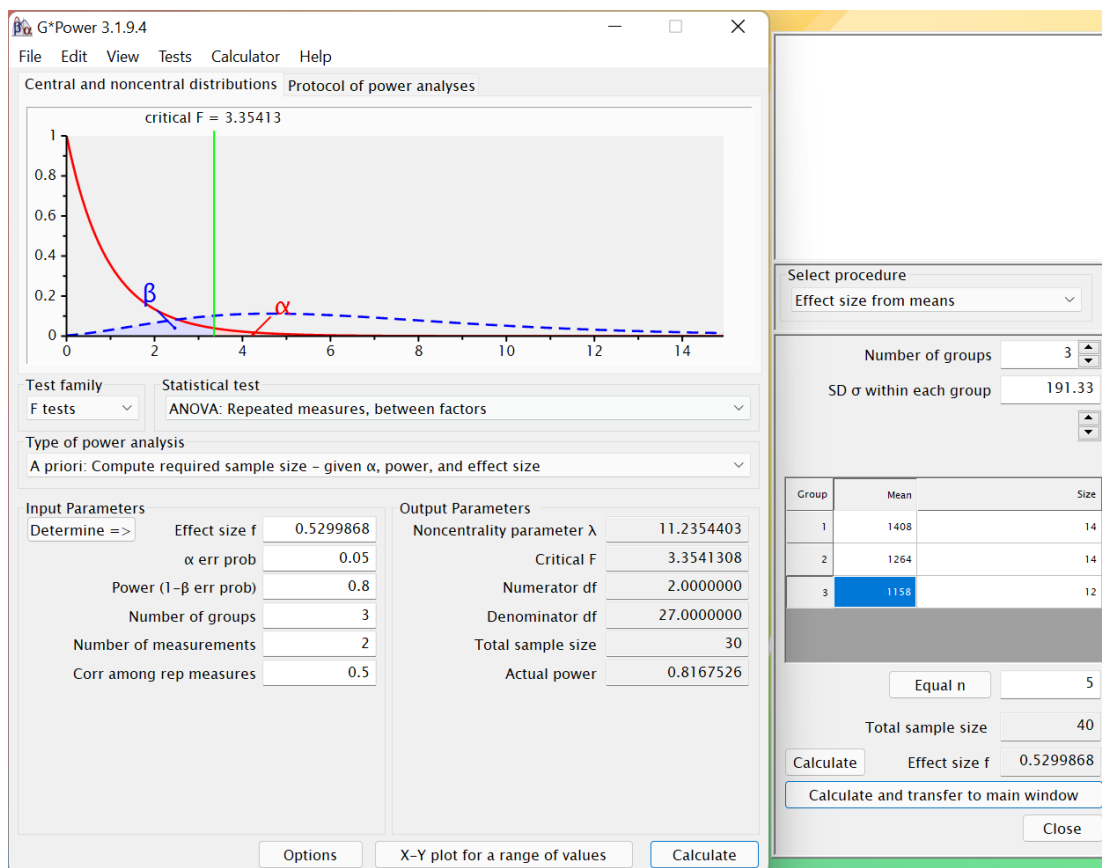 G*Power 3.1.9.4
File Edit View Tests Calculator Help
Central and noncentral distributions Protocol of power analyses
critical F = 3.35413
1
0.8
0.6
0.4
0.2
0
β
α
0 2 4 6 8 10 12 14
Test family
F tests
Statistical test
ANOVA: Repeated measures, between factors
Type of power analysis
A priori: Compute required sample size – given α, power, and effect size
Input Parameters
Determine => Effect size f 0.5299868
α err prob 0.05
Power (1–β err prob) 0.8
Number of groups 3
Number of measurements 2
Corr among rep measures 0.5
Output Parameters
Noncentrality parameter λ 11.2354403
Critical F 3.3541308
Numerator df 2.0000000
Denominator df 27.0000000
Total sample size 30
Actual power 0.8167526
Options X–Y plot for a range of values Calculate
Select procedure
Effect size from means
Number of groups 3
SD σ within each group 191.33
Group Mean Size
1 1408 14
2 1264 14
3 1158 12
Equal n 5
Total sample size 40
Calculate Effect size f 0.5299868
Calculate and transfer to main window
Close